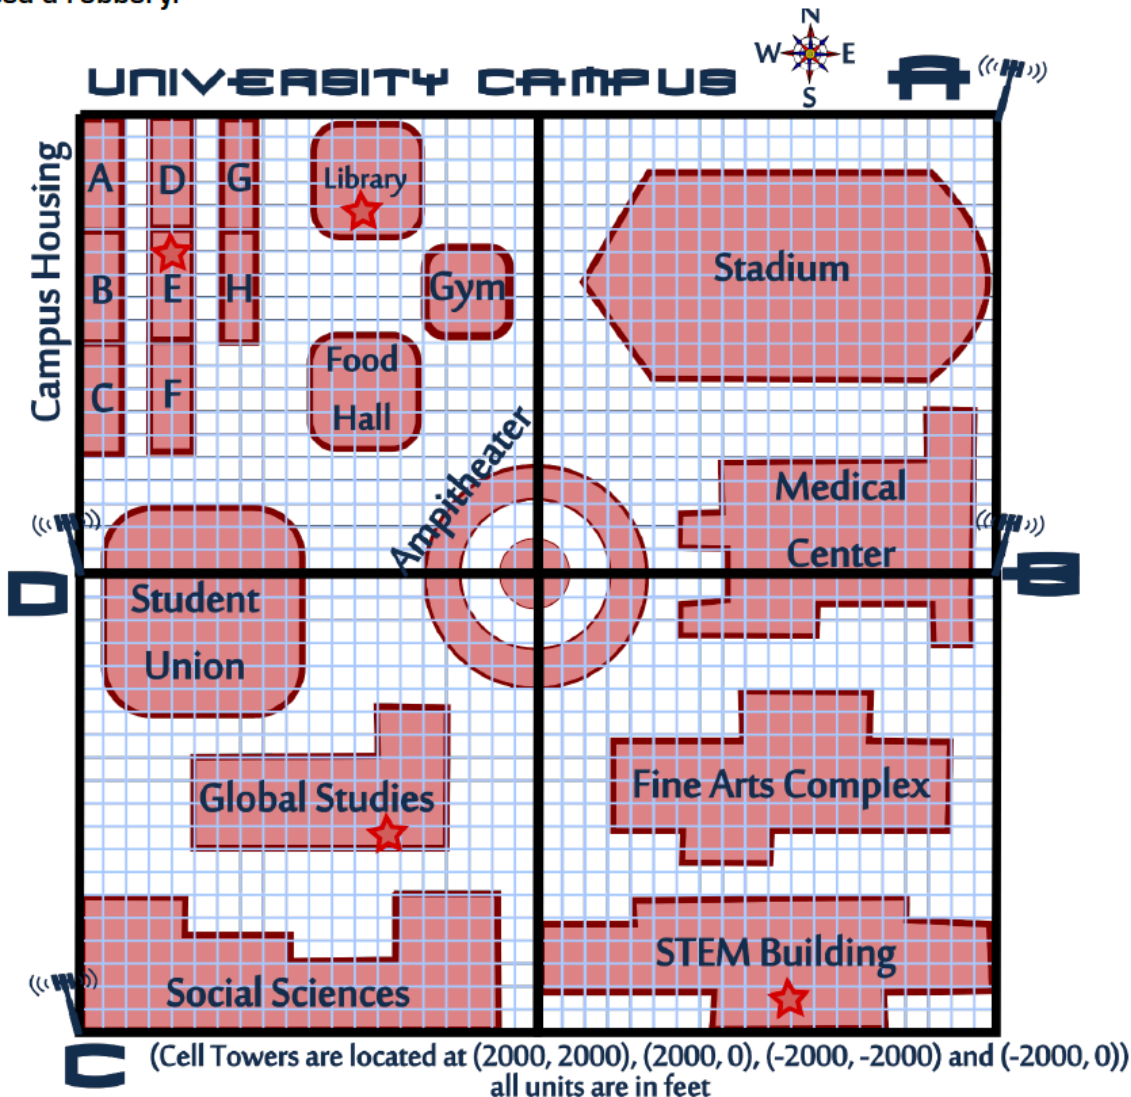 N
W E
S
UNIVERSITY CAMPUS
A
Campus Housing
A D G
Library
B E H
Gym
Stadium
C F
Food
Hall
Ampitheater
Medical
Center
D
B
Student
Union
Global Studies
Fine Arts Complex
STEM Building
Social Sciences
C
(Cell Towers are located at (2000, 2000), (2000, 0), (-2000, -2000) and (-2000, 0))
all units are in feet